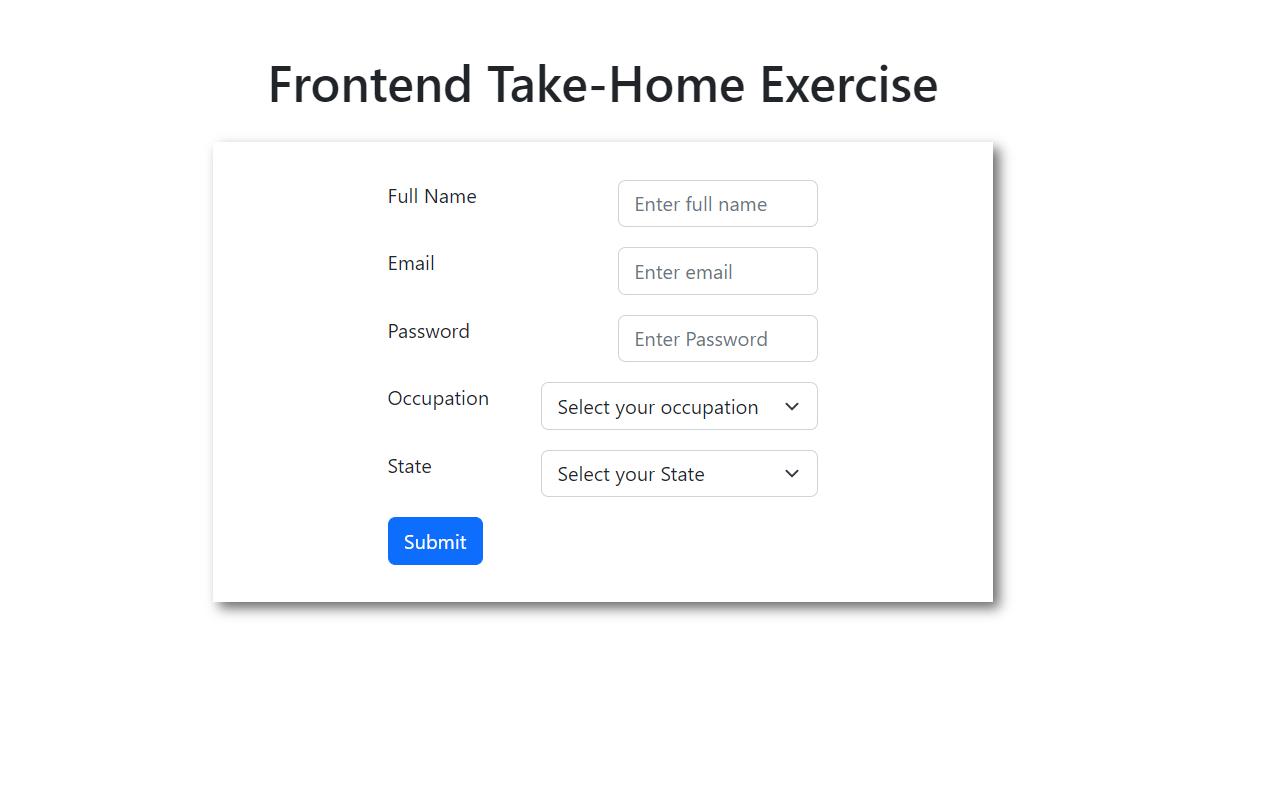 Frontend Take-Home Exercise
Full Name
Enter full name
Email
Enter email
Password
Enter Password
Occupation
Select your occupation
State
Select your State
Submit